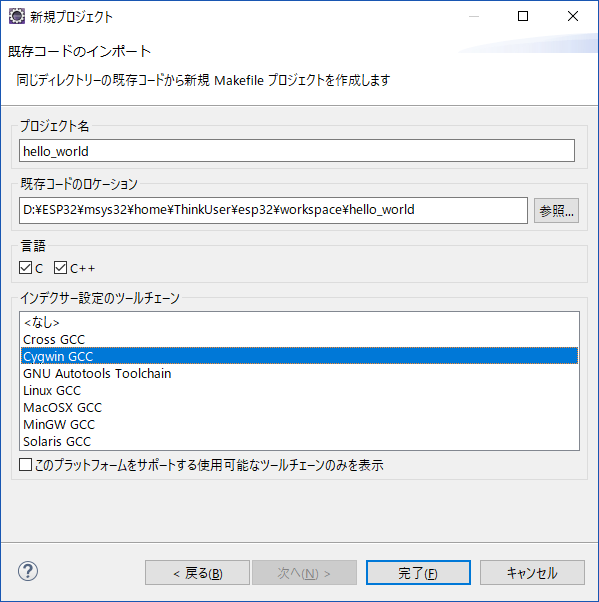 新規プロジェクト
既存コードのインポート
同じディレクトリーの既存コードから新規 Makefile プロジェクトを作成します
プロジェクト名
hello_world
既存コードのロケーション
D:¥ESP32¥msys32¥home¥ThinkUser¥esp32¥workspace¥hello_world
参照...
言語
C C++
インデクサー設定のツールチェーン
<なし>
Cross GCC
Cygwin GCC
GNU Autotools Toolchain
Linux GCC
MacOSX GCC
MinGW GCC
Solaris GCC
このプラットフォームをサポートする使用可能なツールチェーンのみを表示
? < 戻る(B) 次へ(N) > 完了(F) キャンセル